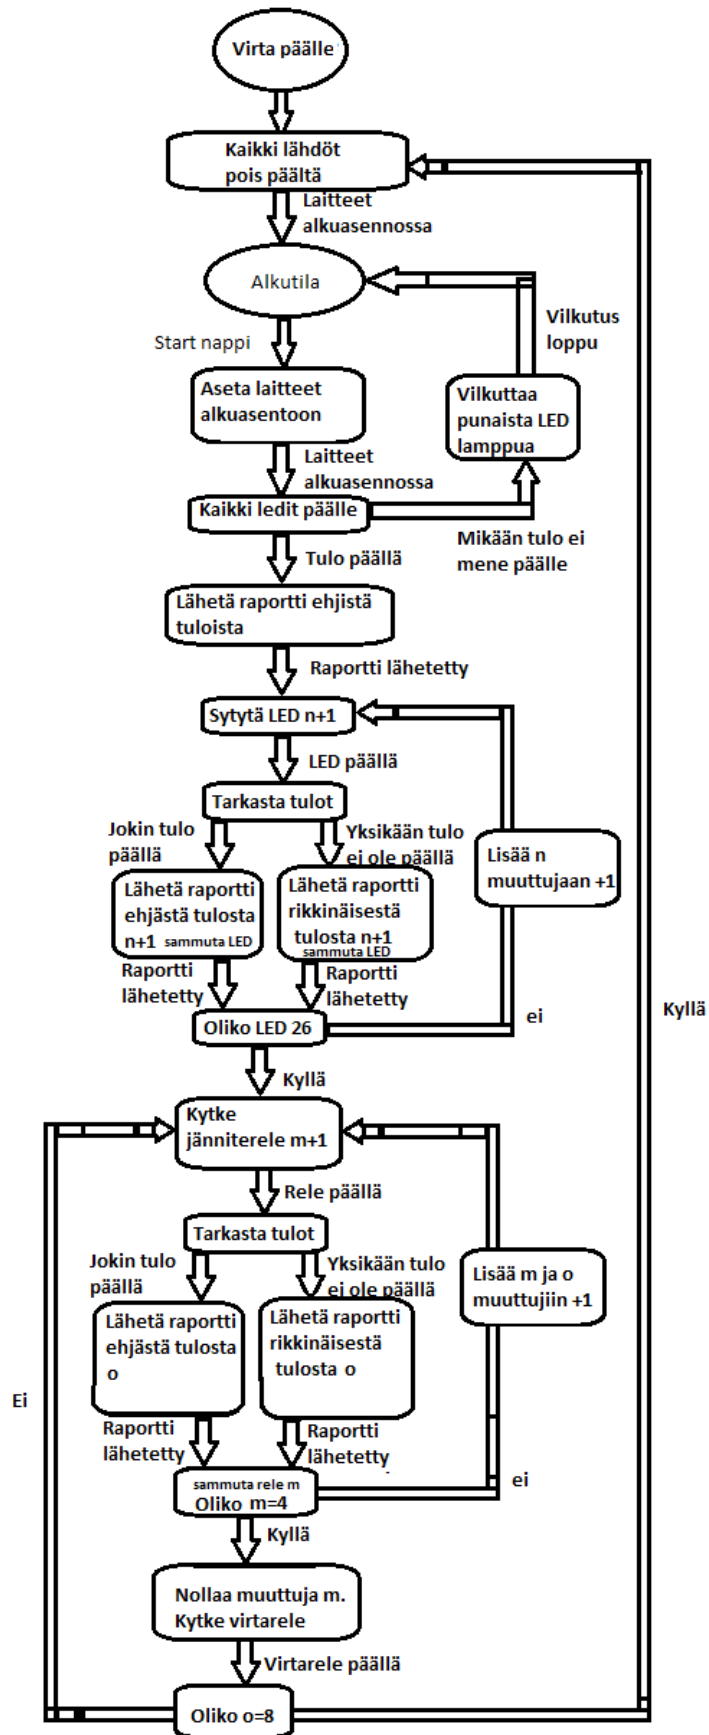 Virta päälle
Kaikki lähdöt
pois päältä
Laitteet
alkuasennossa
Alkutila
Vilkutus
loppu
Start nappi
Aseta laitteet
alkuasentoon
Vilkuttaa
punaista LED
lamppua
Laitteet
alkuasennossa
Kaikki ledit päälle
Mikään tulo ei
mene päälle
Tulo päällä
Lähetä raportti ehjistä
tuloista
Raportti lähetetty
Sytytä LED n+1
LED päällä
Tarkasta tulot
Jokin tulo
päällä
Yksikään tulo
ei ole päällä
Lisää n
muuttujaan +1
Lähetä raportti
ehjästä tulosta
n+1 sammuta LED
Lähetä raportti
rikkinäisestä
tulosta n+1
sammuta LED
Raportti
lähetetty
Raportti
lähetetty
Oliko LED 26
ei
Kyllä
Kyllä
Kytke
jänniterele m+1
Rele päällä
Tarkasta tulot
Jokin tulo
päällä
Yksikään tulo
ei ole päällä
Lisää m ja o
muuttujiin +1
Lähetä raportti
ehjästä tulosta
o
Lähetä raportti
rikkinäisestä
tulosta o
Ei
Raportti
lähetetty
Raportti
lähetetty
sammuta rele m
Oliko m=4
ei
Kyllä
Nollaa muuttuja m.
Kytke virtarele
Virtarele päällä
Oliko o=8